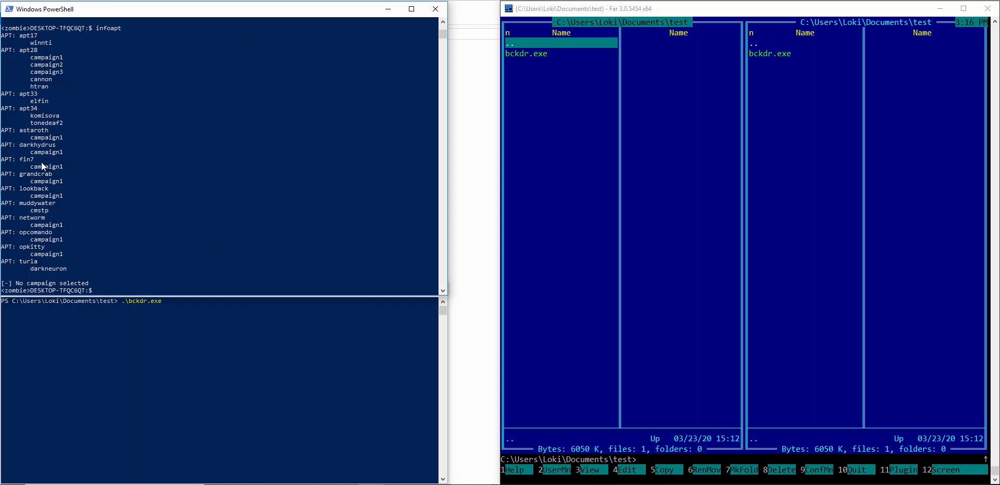 Windows PowerShell
<zombie>DESKTOP-TFQC6QT:$ infoapt
APT: apt17
winnti
APT: apt28
campaign1
campaign2
campaign3
cannon
htran
APT: apt33
elfin
APT: apt34
komisova
tonedeaf2
APT: astaroth
campaign1
APT: darkhydrus
campaign1
APT: fin7
campaign1
APT: grandcrab
campaign1
APT: lookback
campaign1
APT: muddywater
cmstp
APT: networm
campaign1
APT: opcomando
campaign1
APT: opkitty
campaign1
APT: turla
darkneuron
[-] No campaign selected
<zombie>DESKTOP-TFQC6QT:$
PS C:\Users\Loki\Documents\test> .\bckdr.exe
{C:\Users\Loki\Documents\test} - Far 3.0.5454 x64
C:\Users\Loki\Documents\test
n Name Name
..
bckdr.exe
.. Up 03/23/20 15:12
Bytes: 6050 K, files: 1, folders: 0
C:\Users\Loki\Documents\test 3:16 PM
n Name Name
..
bckdr.exe
.. Up 03/23/20 15:12
Bytes: 6050 K, files: 1, folders: 0
C:\Users\Loki\Documents\test>
1Help 2UserMn 3View 4Edit 5Copy 6RenMov 7MkFold 8Delete 9ConfMn 10Quit 11Plugin 12Screen